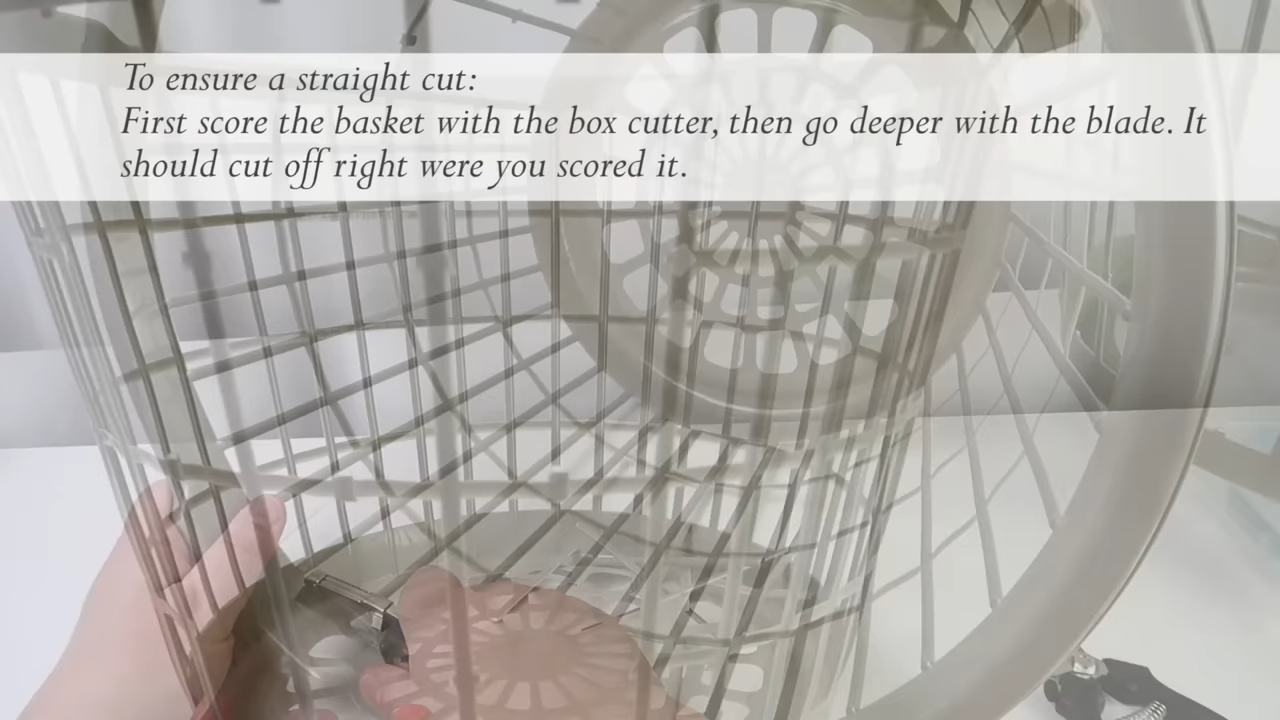 To ensure a straight cut:
First score the basket with the box cutter, then go deeper with the blade. It
should cut off right were you scored it.